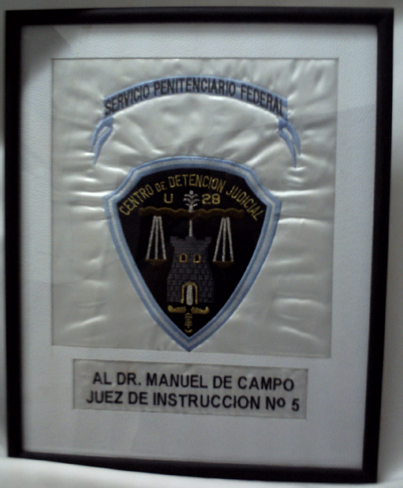 SERVICIO PENITENCIARIO FEDERAL
CENTRO DE DETENCION JUDICIAL
U 28
AL DR. MANUEL DE CAMPO
JUEZ DE INSTRUCCION Nº 5